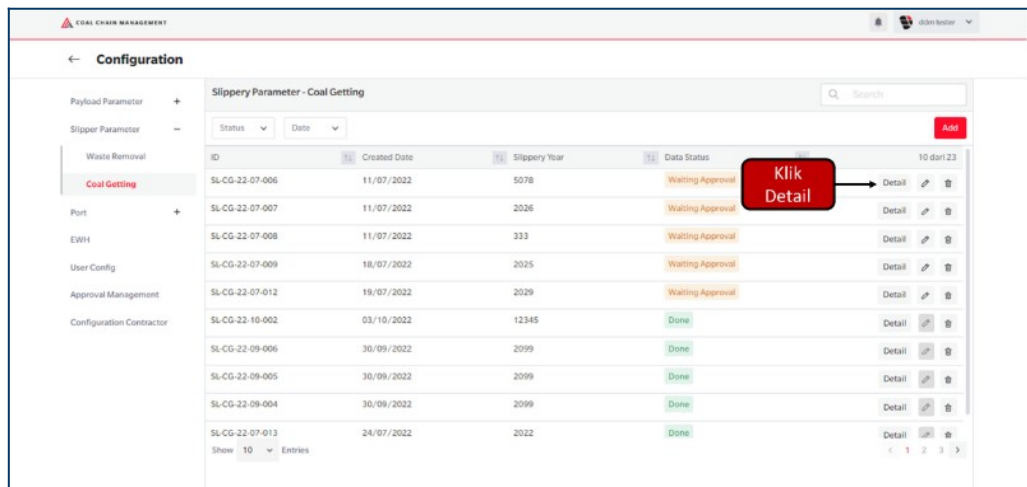 COAL CHAIN MANAGEMENT
ddm tester
← Configuration
Payload Parameter +
Slipper Parameter −
Waste Removal
Coal Getting
Port +
EWH
User Config
Approval Management
Configuration Contractor
Slippery Parameter - Coal Getting
Search
Status Date
Add
ID Created Date Slippery Year Data Status 10 dari 23
SL-CG-22-07-006 11/07/2022 5078 Waiting Approval Detail
SL-CG-22-07-007 11/07/2022 2026 Waiting Approval Detail
SL-CG-22-07-008 11/07/2022 333 Waiting Approval Detail
SL-CG-22-07-009 18/07/2022 2025 Waiting Approval Detail
SL-CG-22-07-012 19/07/2022 2029 Waiting Approval Detail
SL-CG-22-10-002 03/10/2022 12345 Done Detail
SL-CG-22-09-006 30/09/2022 2099 Done Detail
SL-CG-22-09-005 30/09/2022 2099 Done Detail
SL-CG-22-09-004 30/09/2022 2099 Done Detail
SL-CG-22-07-013 24/07/2022 2022 Done Detail
Klik
Detail
Show 10 Entries
< 1 2 3 >